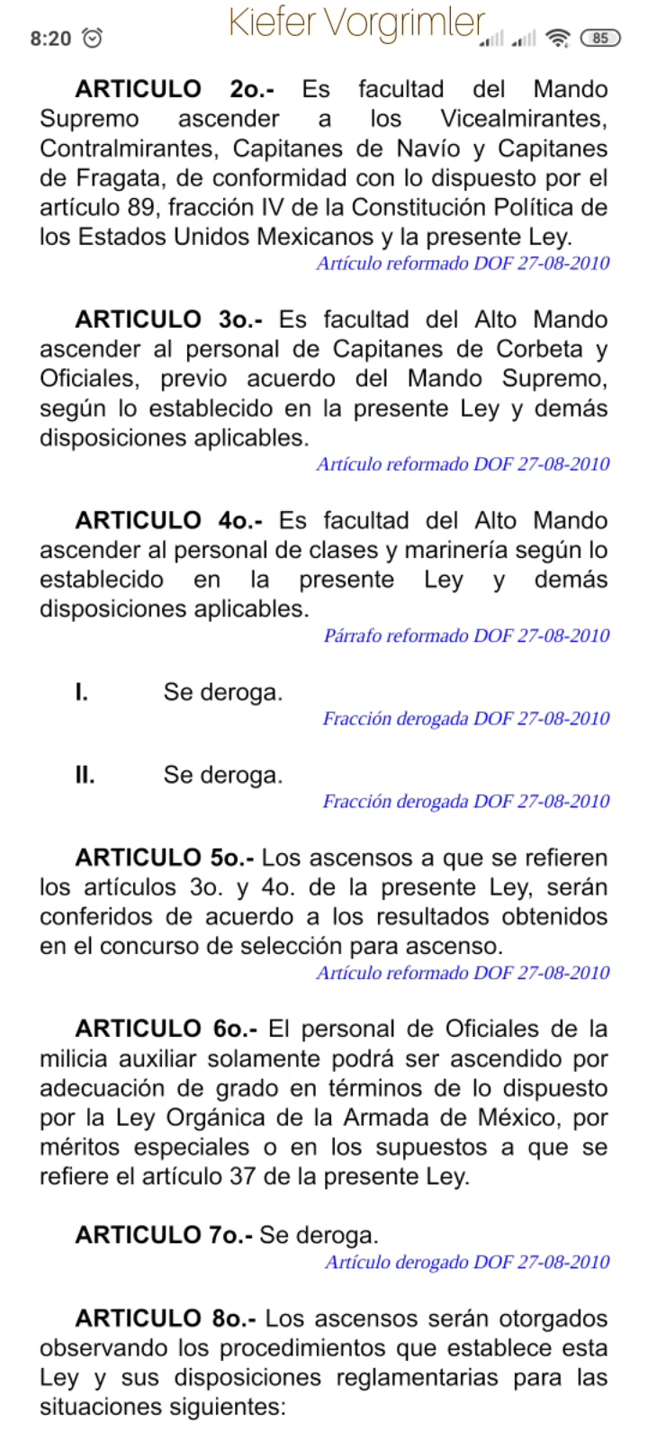 Kiefer Vorgrimler
8:20 85
ARTICULO 2o.- Es facultad del Mando
Supremo ascender a los Vicealmirantes,
Contralmirantes, Capitanes de Navío y Capitanes
de Fragata, de conformidad con lo dispuesto por el
artículo 89, fracción IV de la Constitución Política de
los Estados Unidos Mexicanos y la presente Ley.
Artículo reformado DOF 27-08-2010
ARTICULO 3o.- Es facultad del Alto Mando
ascender al personal de Capitanes de Corbeta y
Oficiales, previo acuerdo del Mando Supremo,
según lo establecido en la presente Ley y demás
disposiciones aplicables.
Artículo reformado DOF 27-08-2010
ARTICULO 4o.- Es facultad del Alto Mando
ascender al personal de clases y marinería según lo
establecido en la presente Ley y demás
disposiciones aplicables.
Párrafo reformado DOF 27-08-2010
I. Se deroga.
Fracción derogada DOF 27-08-2010
II. Se deroga.
Fracción derogada DOF 27-08-2010
ARTICULO 5o.- Los ascensos a que se refieren
los artículos 3o. y 4o. de la presente Ley, serán
conferidos de acuerdo a los resultados obtenidos
en el concurso de selección para ascenso.
Artículo reformado DOF 27-08-2010
ARTICULO 6o.- El personal de Oficiales de la
milicia auxiliar solamente podrá ser ascendido por
adecuación de grado en términos de lo dispuesto
por la Ley Orgánica de la Armada de México, por
méritos especiales o en los supuestos a que se
refiere el artículo 37 de la presente Ley.
ARTICULO 7o.- Se deroga.
Artículo derogado DOF 27-08-2010
ARTICULO 8o.- Los ascensos serán otorgados
observando los procedimientos que establece esta
Ley y sus disposiciones reglamentarias para las
situaciones siguientes: